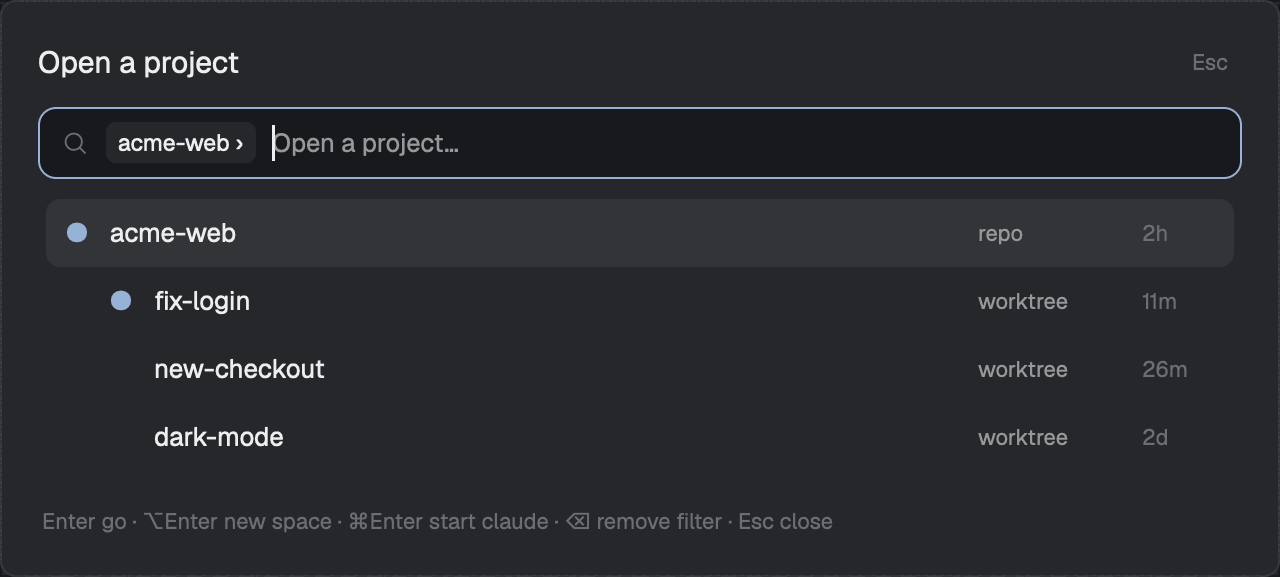 Open a project Esc
acme-web › Open a project…
acme-web repo 2h
fix-login worktree 11m
new-checkout worktree 26m
dark-mode worktree 2d
Enter go · ⌥Enter new space · ⌘Enter start claude · ⌫ remove filter · Esc close